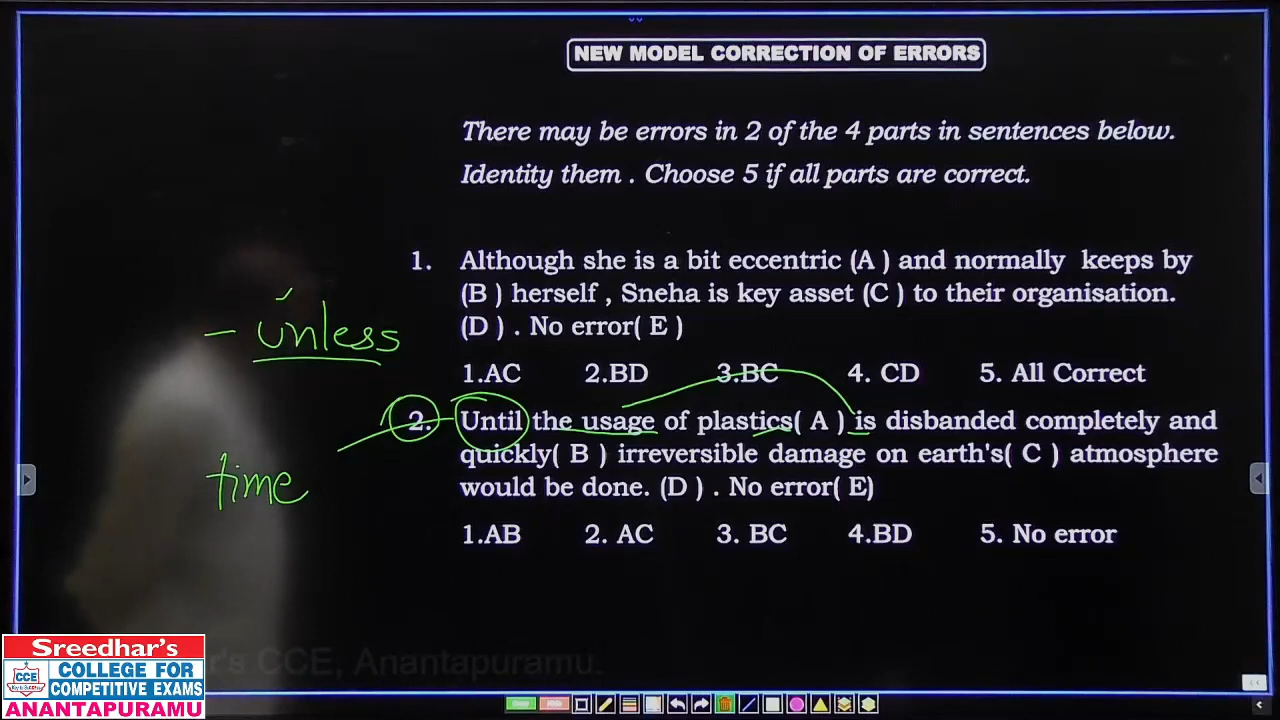 NEW MODEL CORRECTION OF ERRORS
There may be errors in 2 of the 4 parts in sentences below.
Identity them . Choose 5 if all parts are correct.
1. Although she is a bit eccentric (A ) and normally keeps by
(B ) herself , Sneha is key asset (C ) to their organisation.
(D ) . No error( E )
1.AC 2.BD 3.BC 4. CD 5. All Correct
- unless
2. Until the usage of plastics( A ) is disbanded completely and
quickly( B ) irreversible damage on earth's( C ) atmosphere
would be done. (D ) . No error( E)
time
1.AB 2. AC 3. BC 4.BD 5. No error
Sreedhar's
CCE
COLLEGE FOR
COMPETITIVE EXAMS
ANANTAPURAMU
r's CCE, Anantapuramu.